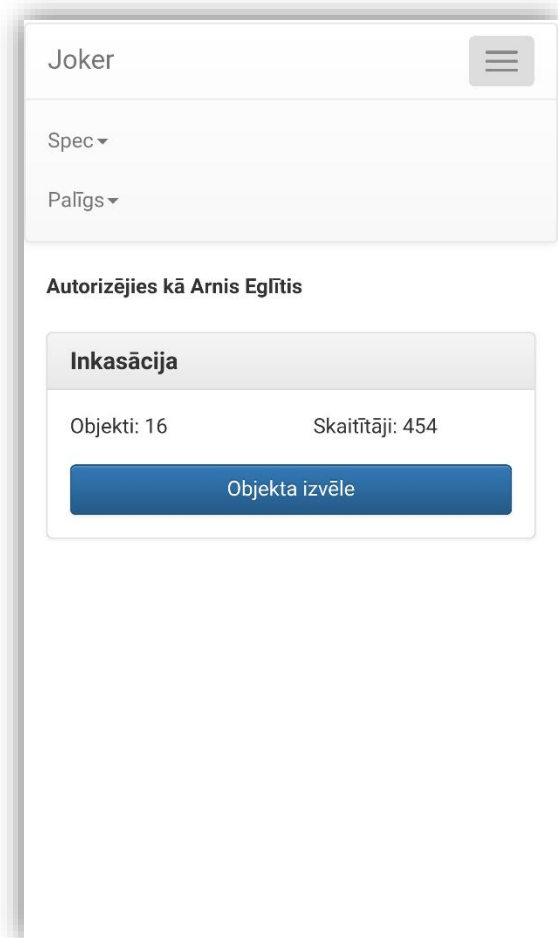 Joker
Spec
Palīgs
Autorizējies kā Arnis Eglītis
Inkasācija
Objekti: 16 Skaitītāji: 454
Objekta izvēle